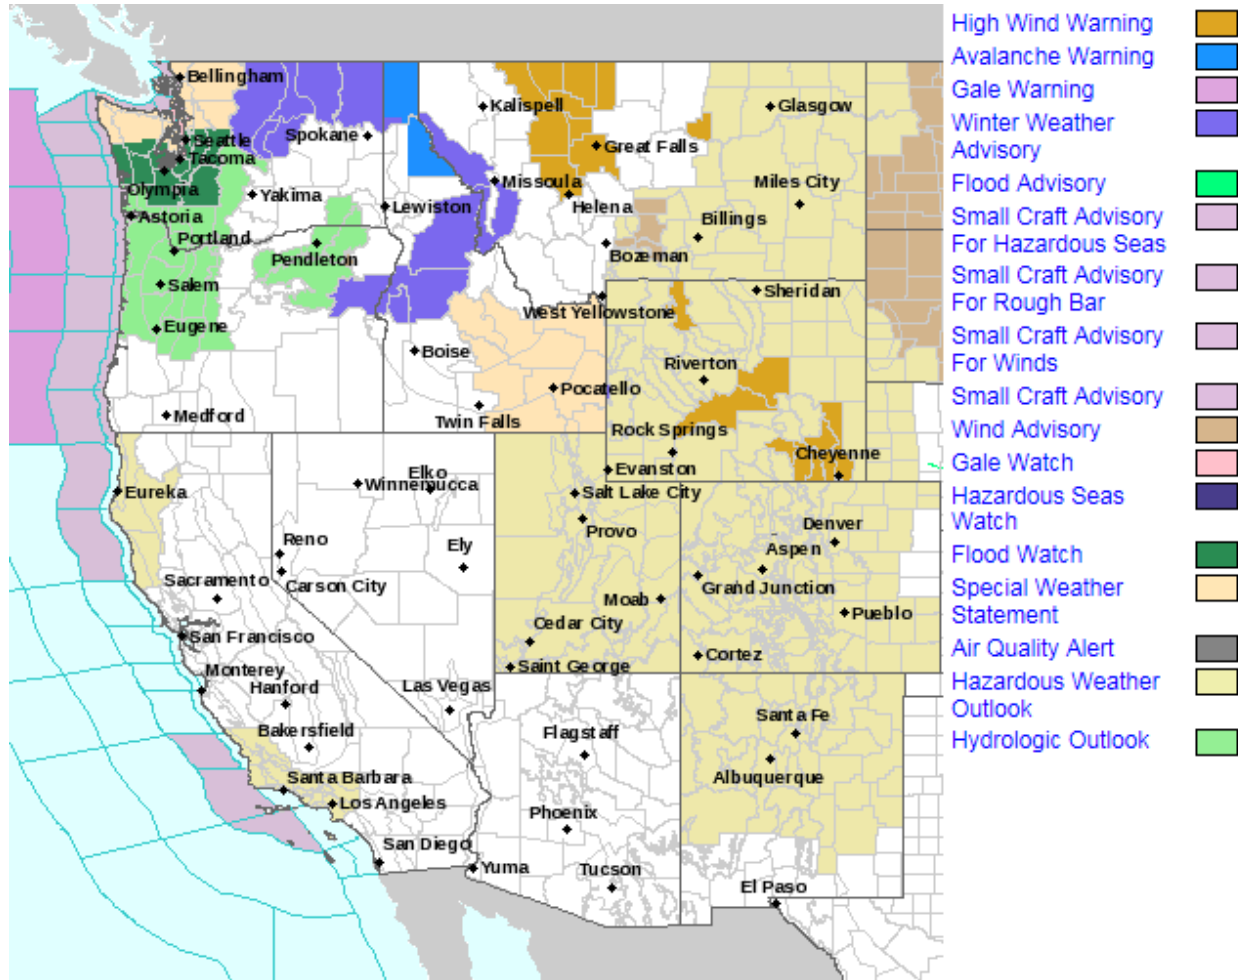 High Wind Warning
Avalanche Warning
Gale Warning
Winter Weather
Advisory
Flood Advisory
Small Craft Advisory
For Hazardous Seas
Small Craft Advisory
For Rough Bar
Small Craft Advisory
For Winds
Small Craft Advisory
Wind Advisory
Gale Watch
Hazardous Seas
Watch
Flood Watch
Special Weather
Statement
Air Quality Alert
Hazardous Weather
Outlook
Hydrologic Outlook
Bellingham
Kalispell
Glasgow
Seattle
Spokane
Great Falls
Tacoma
Olympia
Yakima
Missoula
Miles City
Astoria
Lewiston
Helena
Billings
Portland
Pendleton
Bozeman
Salem
Sheridan
West Yellowstone
Eugene
Boise
Riverton
Pocatello
Medford
Twin Falls
Rock Springs
Cheyenne
Evanston
Elko
Winnemucca
Eureka
Salt Lake City
Provo
Denver
Reno
Ely
Aspen
Sacramento
Carson City
Grand Junction
Moab
Pueblo
San Francisco
Cedar City
Cortez
Saint George
Monterey
Hanford
Las Vegas
Santa Fe
Bakersfield
Flagstaff
Albuquerque
Santa Barbara
Los Angeles
Phoenix
San Diego
Yuma
Tucson
El Paso